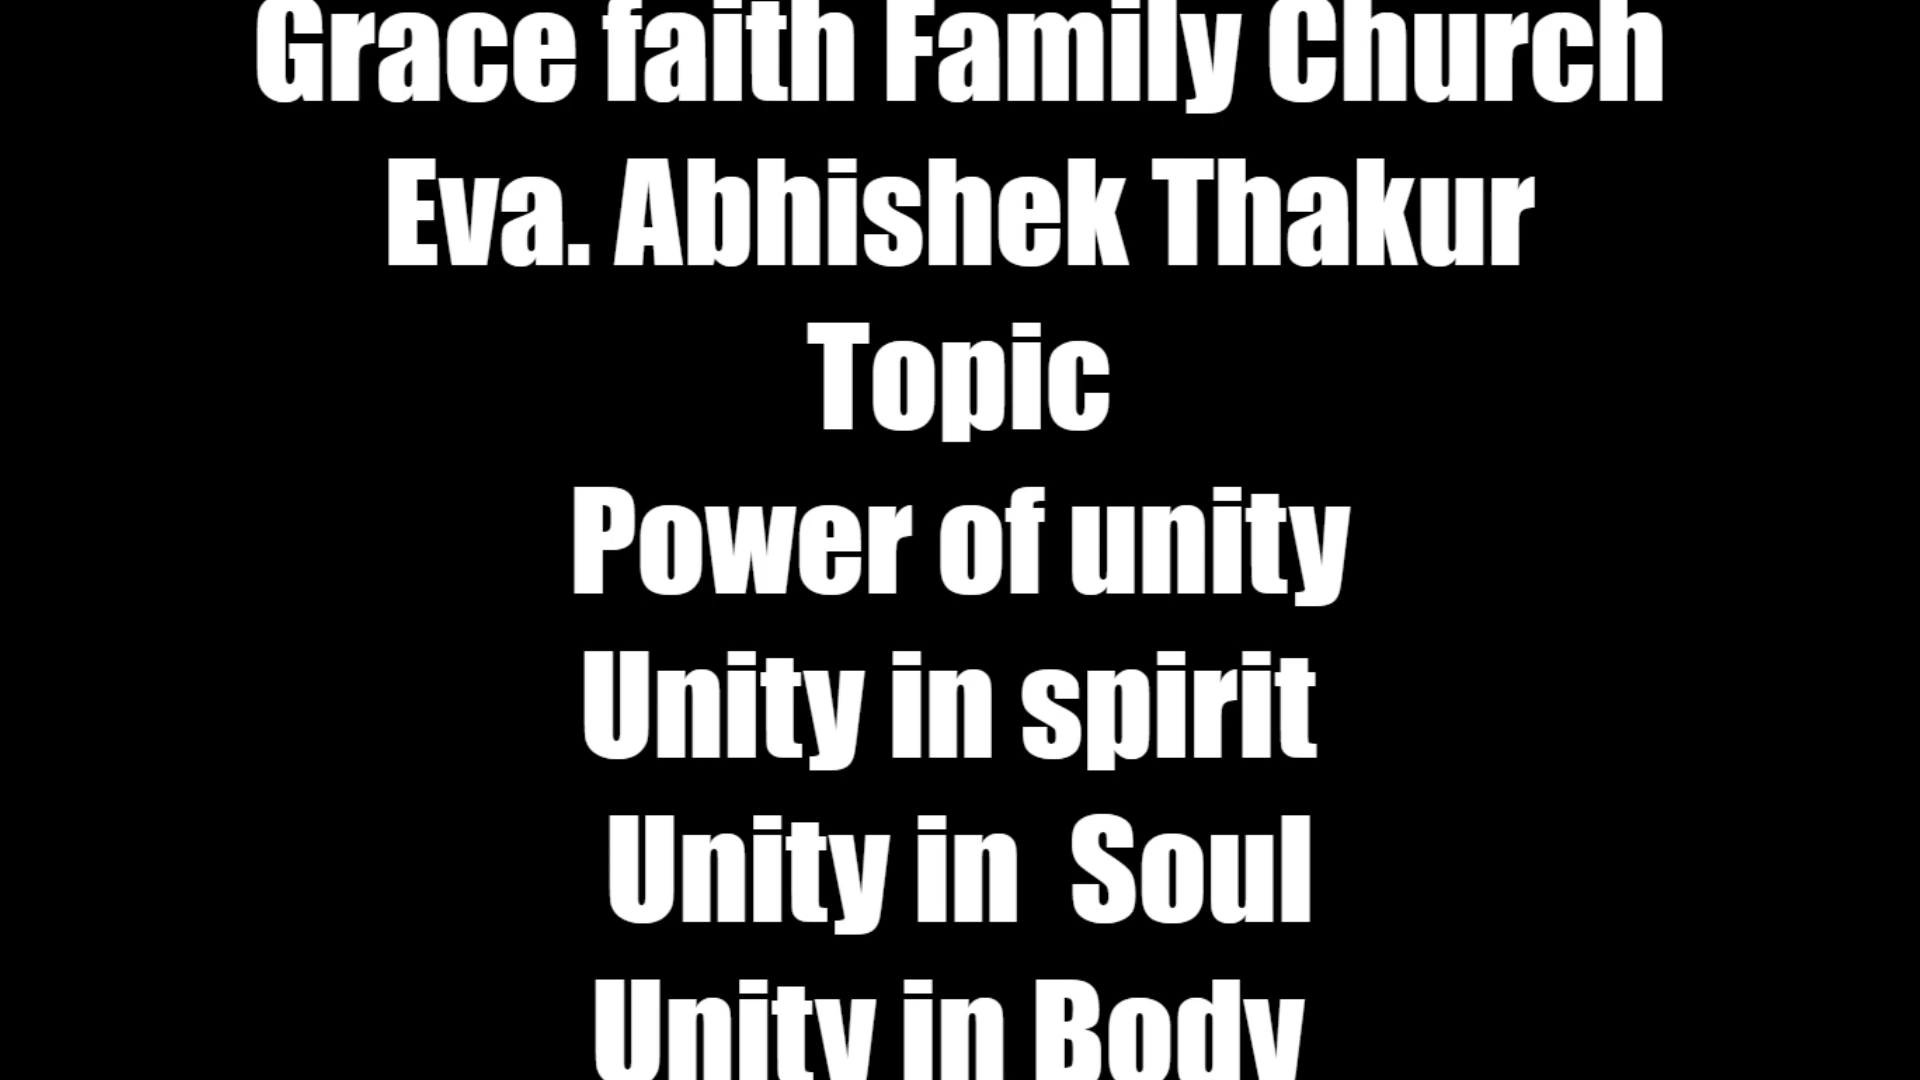 Grace faith Family Church
Eva. Abhishek Thakur
Topic
Power of unity
Unity in spirit
Unity in  Soul
Unity in Body